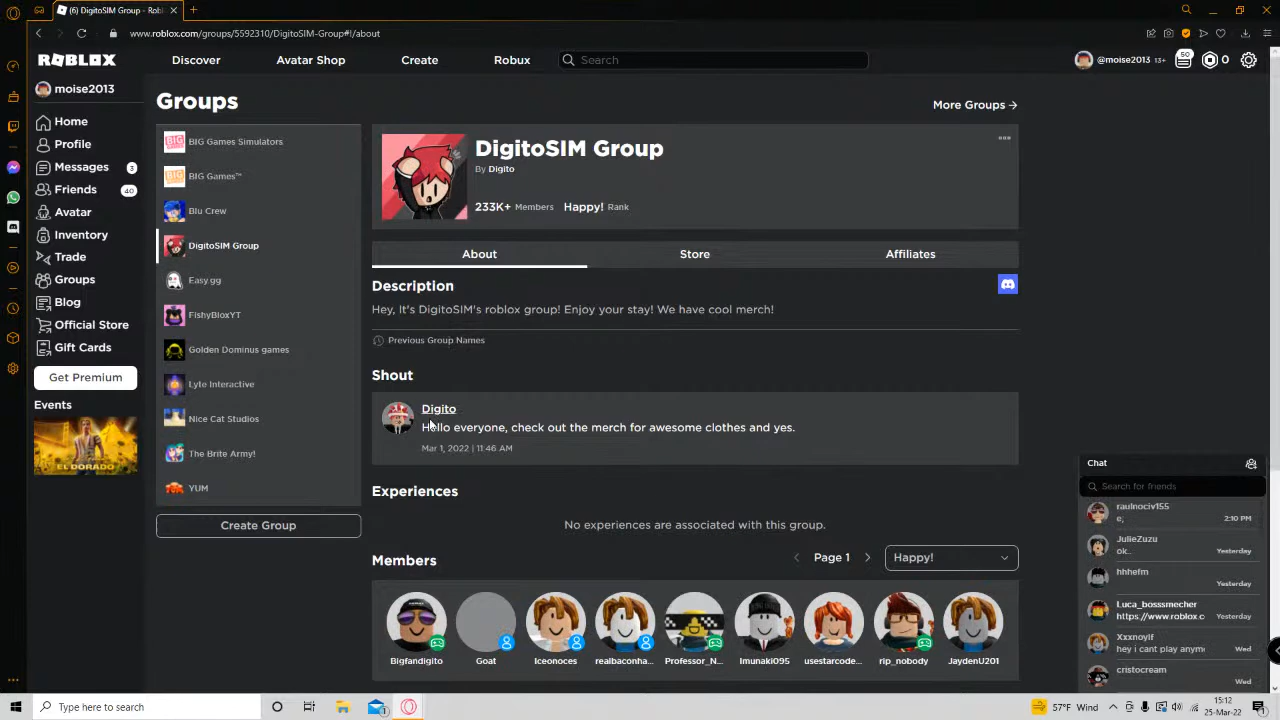 DigitoSIM Group - Rob
www.roblox.com/groups/5592310/DigitoSIM-Group#!/about
ROBLOX
Discover
Avatar Shop
Create
Robux
Search
@moise2013 13+
50
0
moise2013
Home
Profile
Messages 3
Friends 40
Avatar
Inventory
Trade
Groups
Blog
Official Store
Gift Cards
Get Premium
Events
EL DORADO
Groups
More Groups →
BIG Games Simulators
BIG Games™
Blu Crew
DigitoSIM Group
Easy.gg
FishyBloxYT
Golden Dominus games
Lyte Interactive
Nice Cat Studios
The Brite Army!
YUM
Create Group
DigitoSIM Group
By Digito
233K+ Members Happy! Rank
About
Store
Affiliates
Description
Hey, It's DigitoSIM's roblox group! Enjoy your stay! We have cool merch!
Previous Group Names
Shout
Digito
Hello everyone, check out the merch for awesome clothes and yes.
Mar 1, 2022 | 11:46 AM
Experiences
No experiences are associated with this group.
Members
Page 1
Happy!
Bigfandigito
Goat
Iceonoces
realbaconha...
Professor_N...
Imunaki095
usestarcode...
rip_nobody
JaydenU201
Chat
Search for friends
raulnociv155
e; 2:10 PM
JulieZuzu
ok.. Yesterday
hhhefm
Yesterday
Luca_bosssmecher
https://www.roblox.c Yesterday
Xxxnoylf
hey i cant play anym Wed
cristocream
Wed
Type here to search
57°F Wind
15:12
25-Mar-22